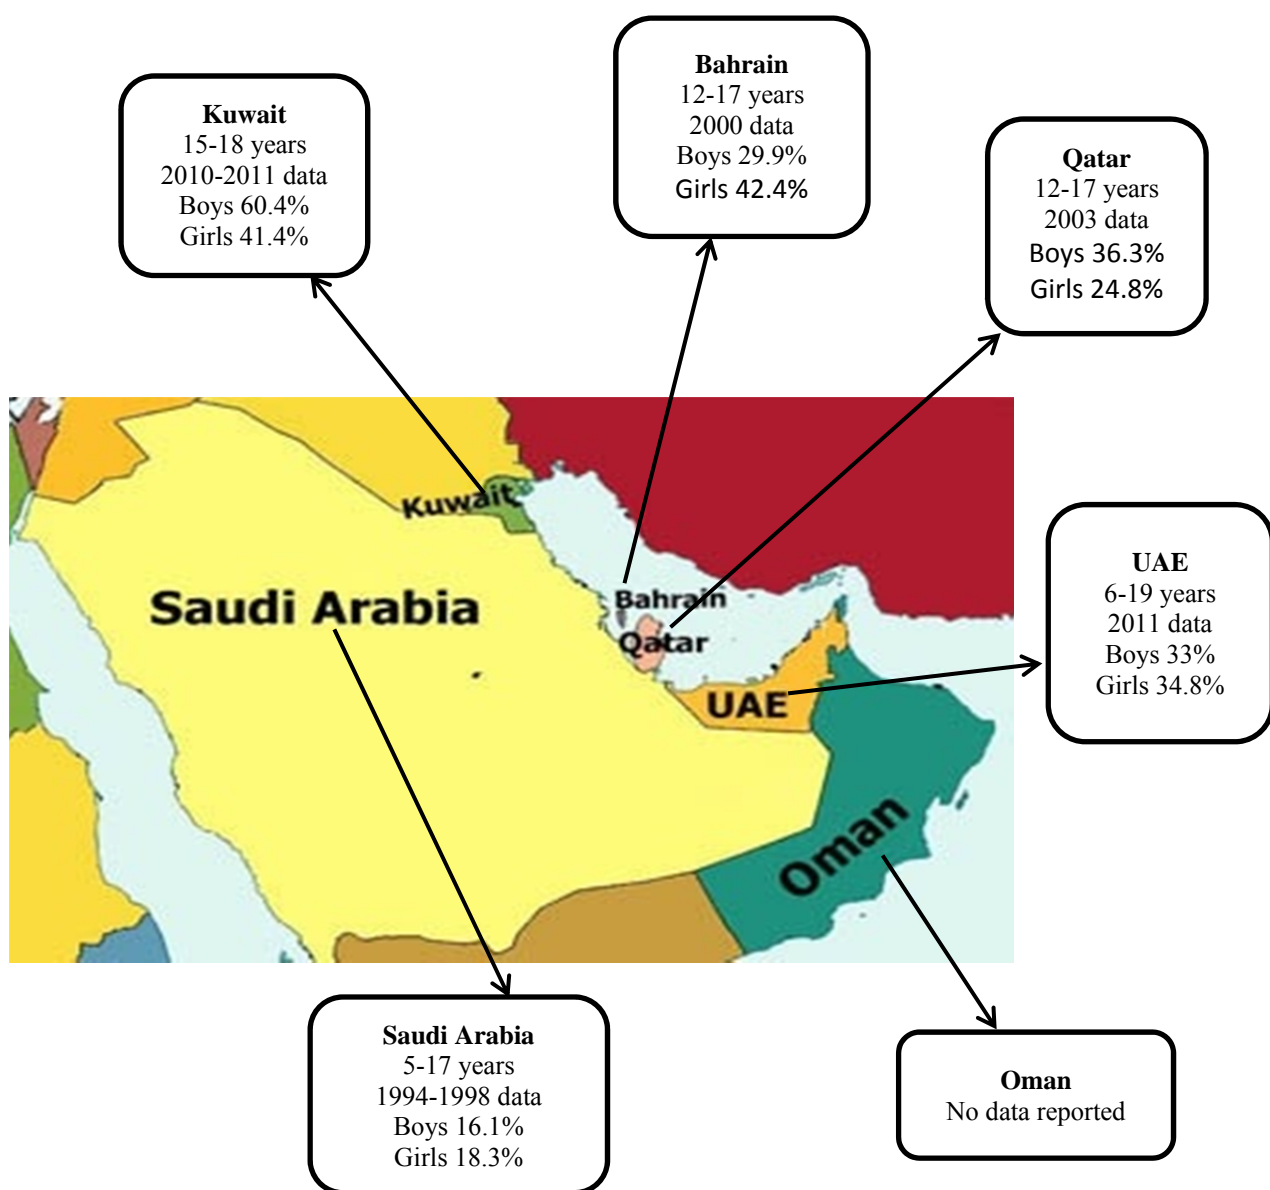 Bahrain
12-17 years
2000 data
Boys 29.9%
Girls 42.4%
Kuwait
15-18 years
2010-2011 data
Boys 60.4%
Girls 41.4%
Qatar
12-17 years
2003 data
Boys 36.3%
Girls 24.8%
Kuwait
Saudi Arabia
Bahrain
Qatar
UAE
Oman
UAE
6-19 years
2011 data
Boys 33%
Girls 34.8%
Saudi Arabia
5-17 years
1994-1998 data
Boys 16.1%
Girls 18.3%
Oman
No data reported